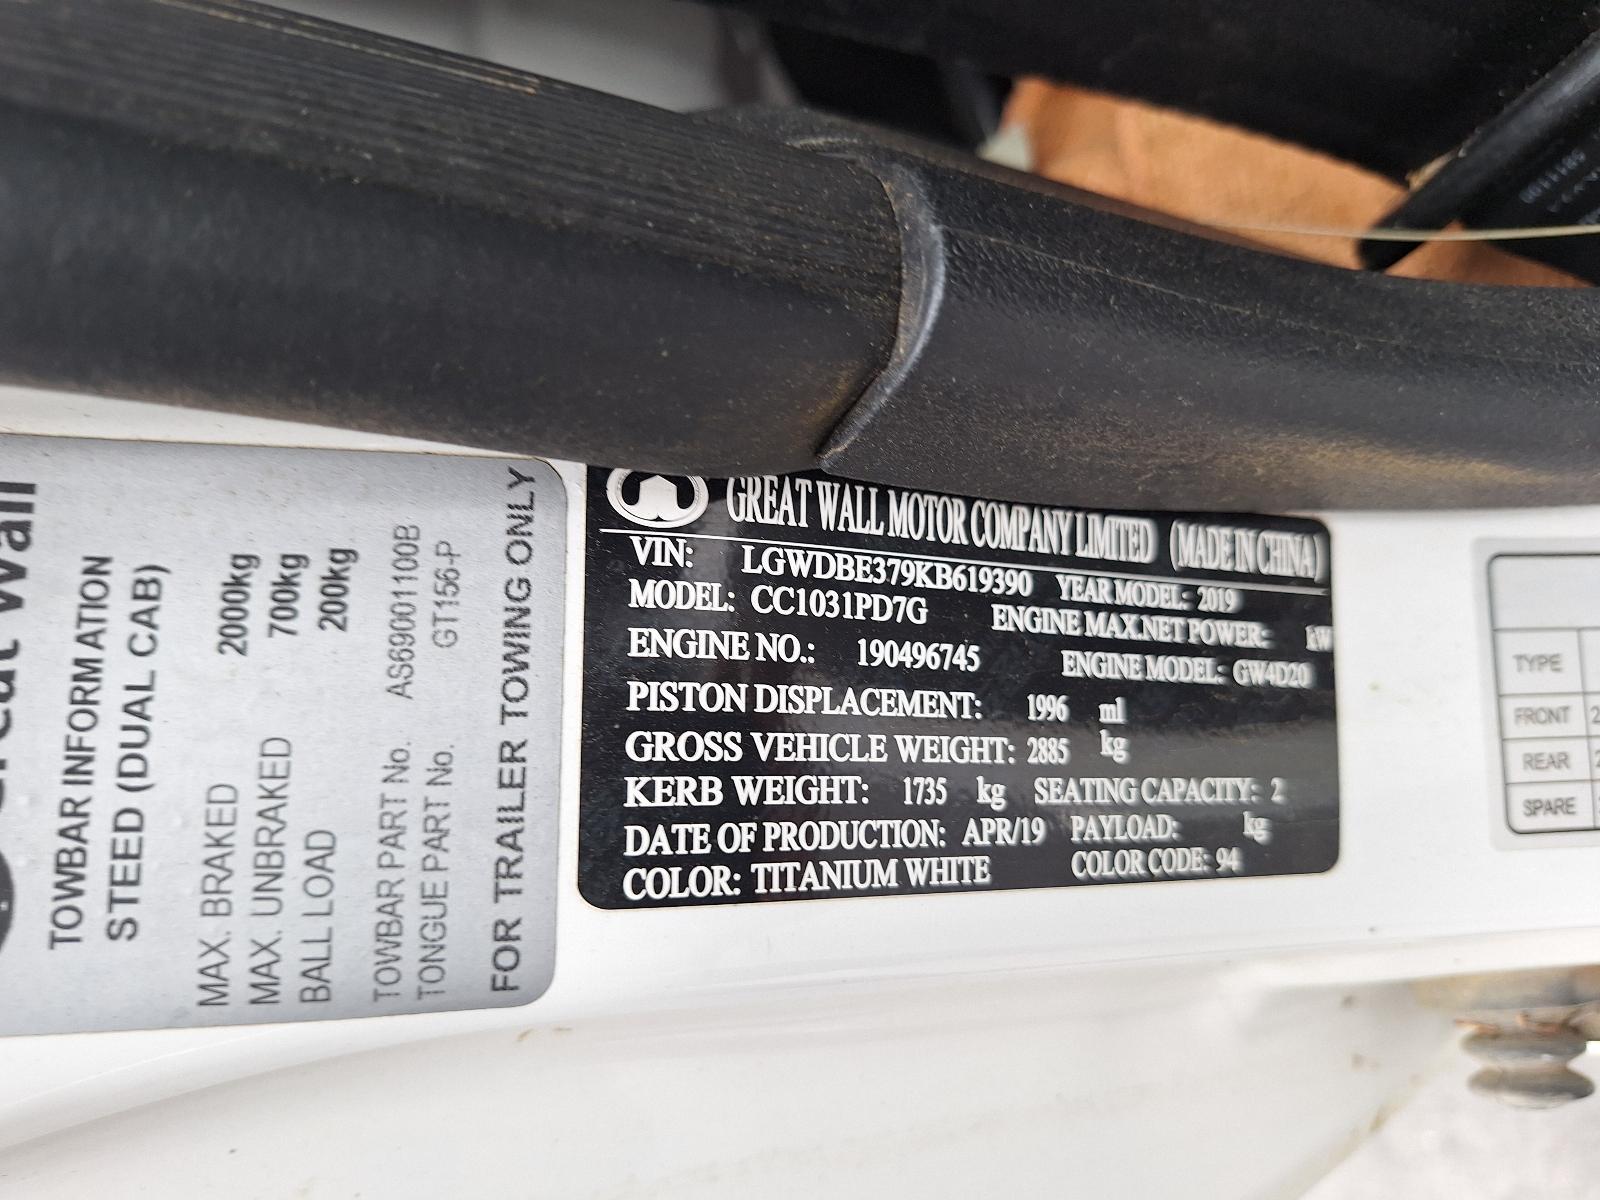 Great Wall
TOWBAR INFORMATION
STEED (DUAL CAB)
MAX. BRAKED 2000kg
MAX. UNBRAKED 700kg
BALL LOAD 200kg
TOWBAR PART No. AS69001100B
TONGUE PART No. GT156-P
FOR TRAILER TOWING ONLY
GREAT WALL MOTOR COMPANY LIMITED (MADE IN CHINA)
VIN: LGWDBE379KB619390 YEAR MODEL: 2019
MODEL: CC1031PD7G ENGINE MAX.NET POWER: kW
ENGINE NO.: 190496745 ENGINE MODEL: GW4D20
PISTON DISPLACEMENT: 1996 ml
GROSS VEHICLE WEIGHT: 2885 kg
KERB WEIGHT: 1735 kg SEATING CAPACITY: 2
DATE OF PRODUCTION: APR/19 PAYLOAD: kg
COLOR: TITANIUM WHITE COLOR CODE: 94
TYPE
FRONT 2
REAR 2
SPARE